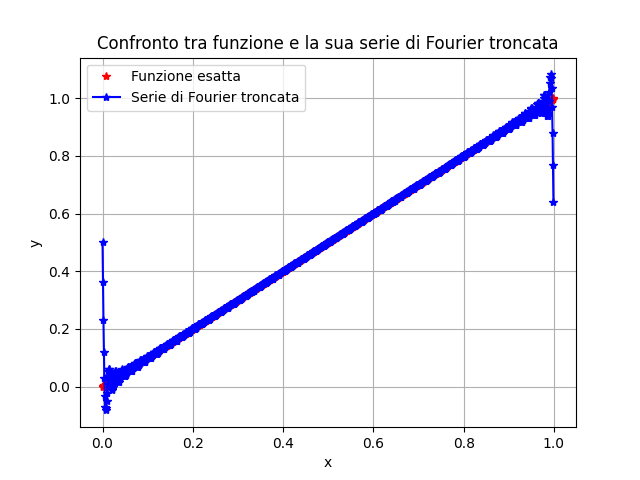 Confronto tra funzione e la sua serie di Fourier troncata
Funzione esatta
Serie di Fourier troncata
y
1.0
0.8
0.6
0.4
0.2
0.0
0.0 0.2 0.4 0.6 0.8 1.0
x